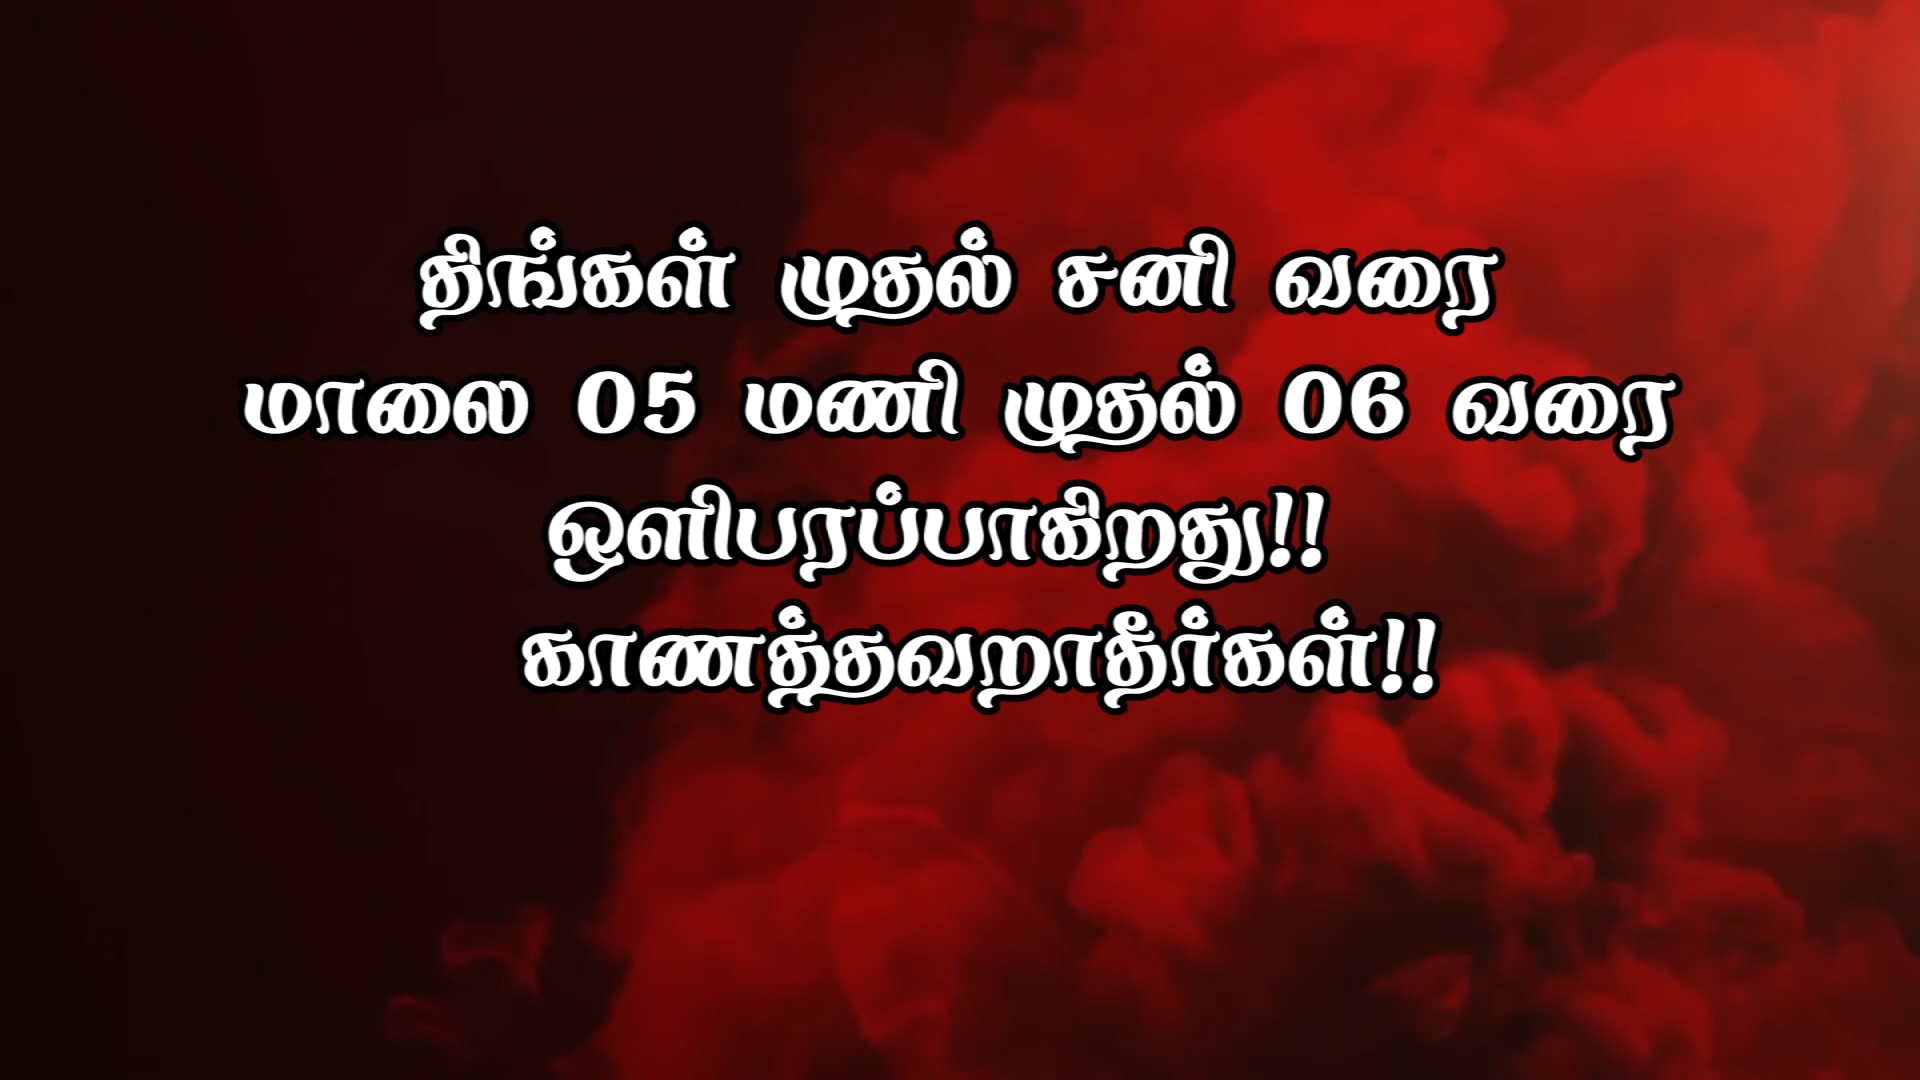 திங்கள் முதல் சனி வரை
மாலை 05 மணி முதல் 06 வரை
ஒளிபரப்பாகிறது!!
காணத்தவறாதீர்கள்!!